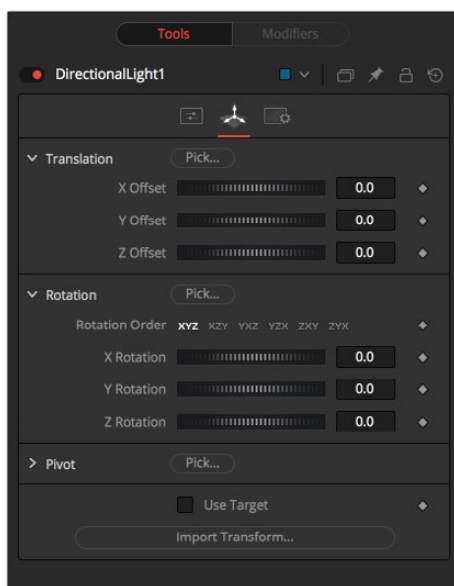 Tools Modifiers
DirectionalLight1
Translation Pick...
X Offset 0.0
Y Offset 0.0
Z Offset 0.0
Rotation Pick...
Rotation Order XYZ XZY YXZ YZX ZXY ZYX
X Rotation 0.0
Y Rotation 0.0
Z Rotation 0.0
Pivot Pick...
Use Target
Import Transform...